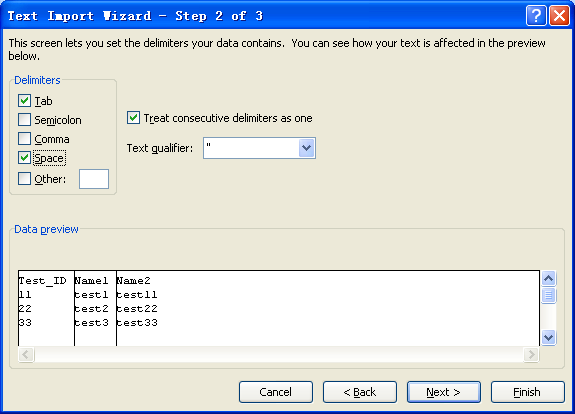 Text Import Wizard - Step 2 of 3
This screen lets you set the delimiters your data contains.  You can see how your text is affected in the preview
below.
Delimiters
Tab
Semicolon
Comma
Space
Other:
Treat consecutive delimiters as one
Text qualifier: "
Data preview
Test_ID Name1 Name2
11 test1 test11
22 test2 test22
33 test3 test33
Cancel < Back Next > Finish